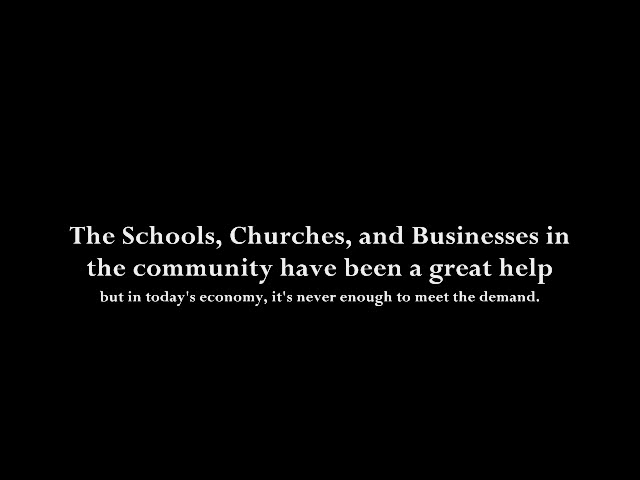 The Schools, Churches, and Businesses in
the community have been a great help
but in today's economy, it's never enough to meet the demand.